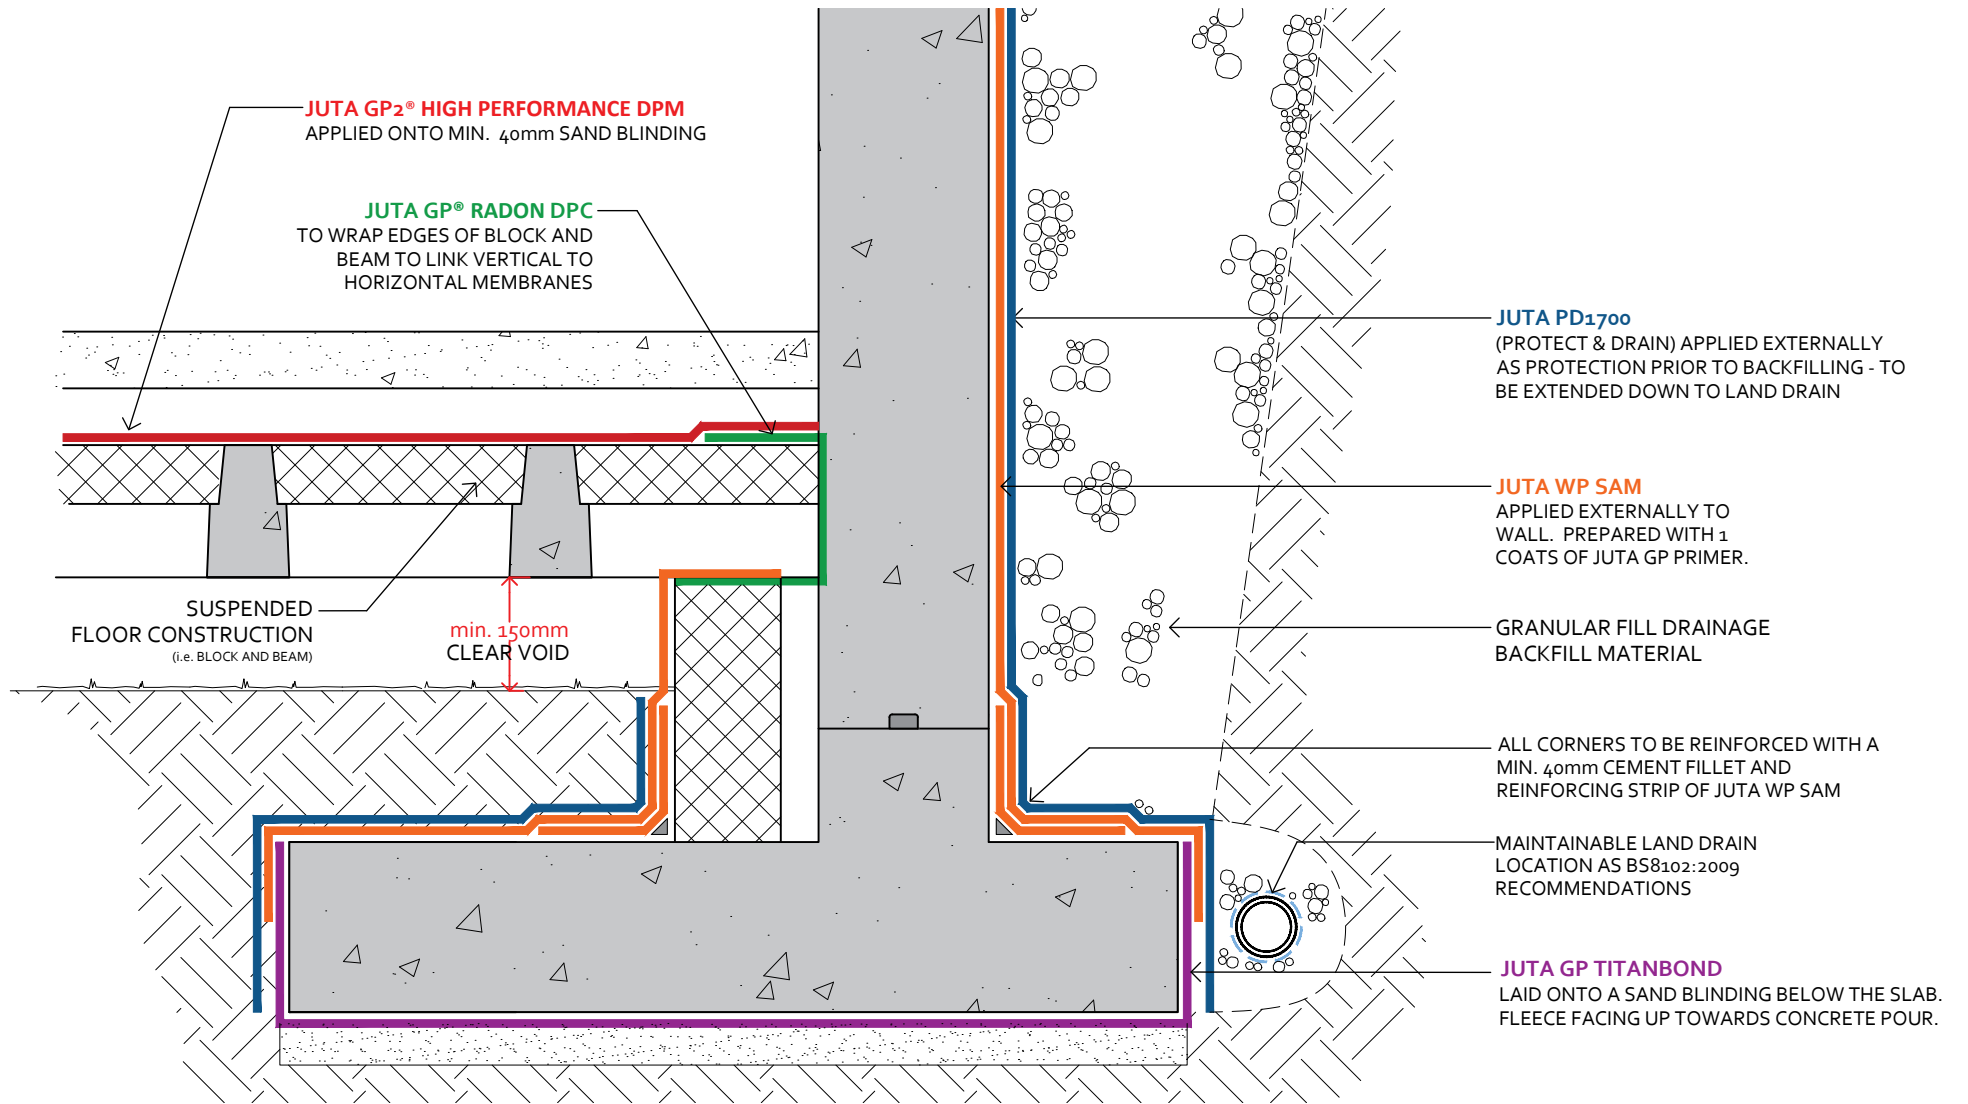 JUTA GP2® HIGH PERFORMANCE DPM
APPLIED ONTO MIN. 40mm SAND BLINDING
JUTA GP® RADON DPC
TO WRAP EDGES OF BLOCK AND
BEAM TO LINK VERTICAL TO
HORIZONTAL MEMBRANES
SUSPENDED
FLOOR CONSTRUCTION
(i.e. BLOCK AND BEAM)
min. 150mm
CLEAR VOID
JUTA PD1700
(PROTECT & DRAIN) APPLIED EXTERNALLY
AS PROTECTION PRIOR TO BACKFILLING - TO
BE EXTENDED DOWN TO LAND DRAIN
JUTA WP SAM
APPLIED EXTERNALLY TO
WALL. PREPARED WITH 1
COATS OF JUTA GP PRIMER.
GRANULAR FILL DRAINAGE
BACKFILL MATERIAL
ALL CORNERS TO BE REINFORCED WITH A
MIN. 40mm CEMENT FILLET AND
REINFORCING STRIP OF JUTA WP SAM
MAINTAINABLE LAND DRAIN
LOCATION AS BS8102:2009
RECOMMENDATIONS
JUTA GP TITANBOND
LAID ONTO A SAND BLINDING BELOW THE SLAB.
FLEECE FACING UP TOWARDS CONCRETE POUR.